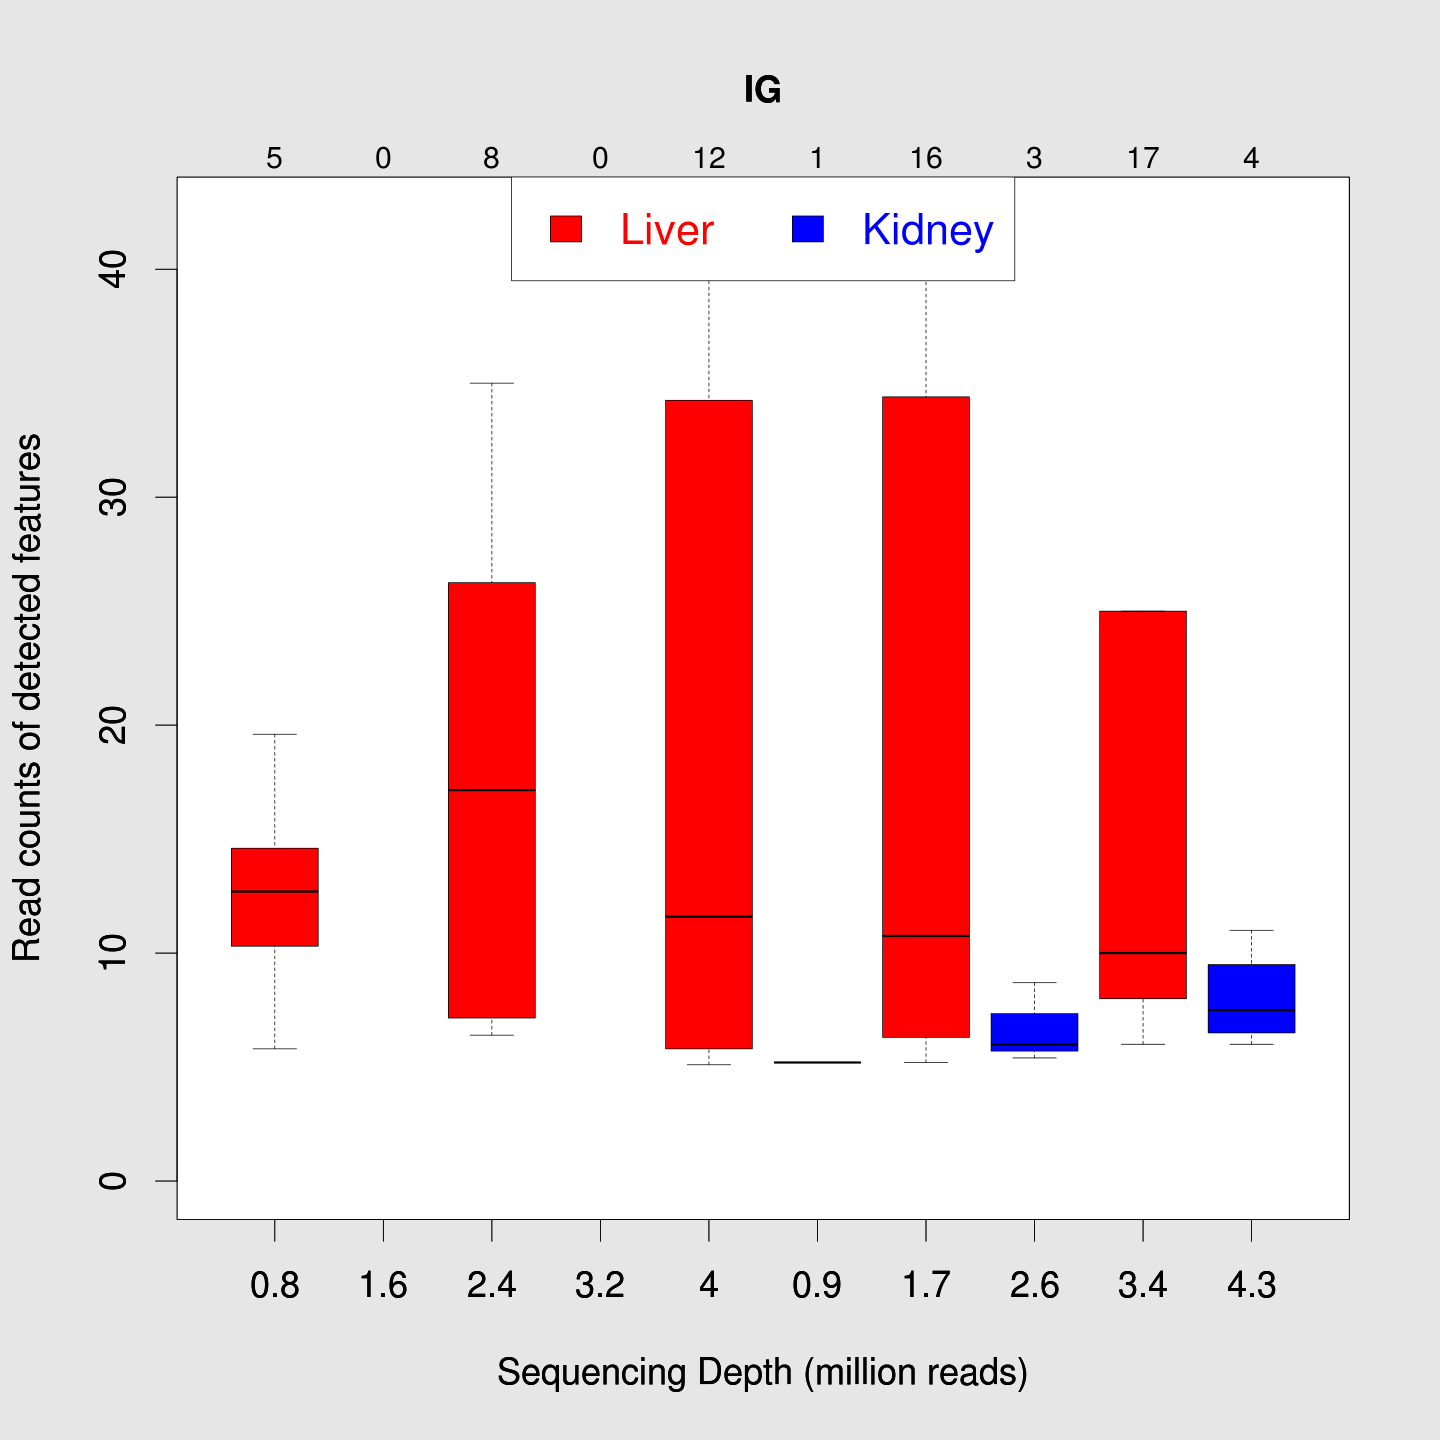 IG
5 0 8 0 12 1 16 3 17 4
Liver Kidney
40
30
20
10
0
Read counts of detected features
0.8 1.6 2.4 3.2 4 0.9 1.7 2.6 3.4 4.3
Sequencing Depth (million reads)